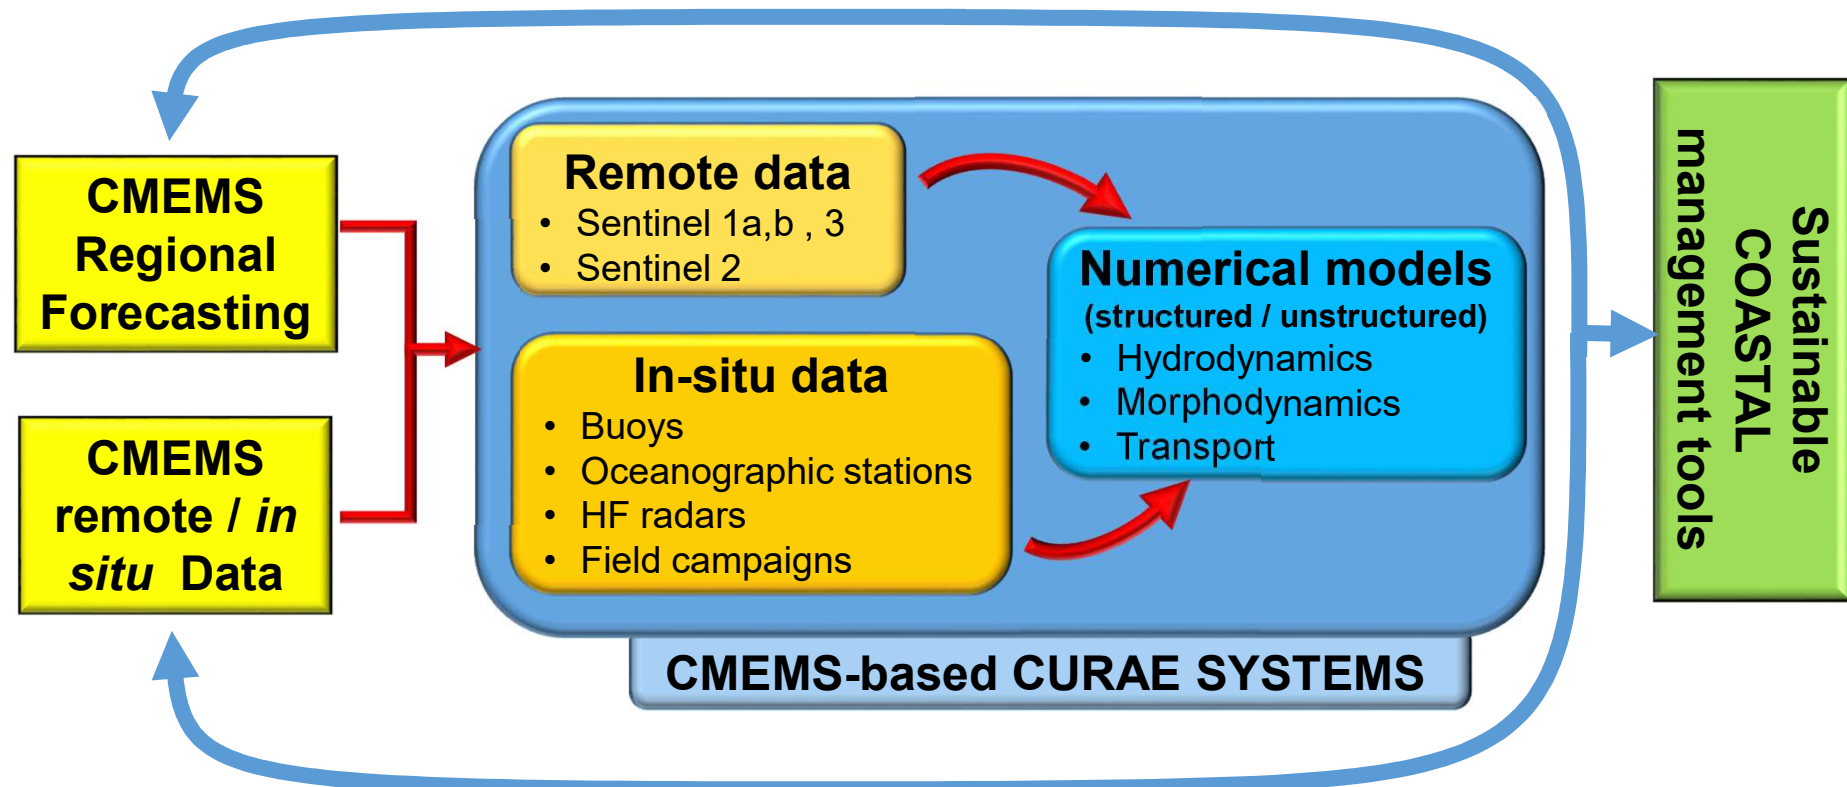 CMEMS
Regional
Forecasting
CMEMS
remote / in
situ Data
Remote data
• Sentinel 1a,b , 3
• Sentinel 2
In-situ data
• Buoys
• Oceanographic stations
• HF radars
• Field campaigns
Numerical models
(structured / unstructured)
• Hydrodynamics
• Morphodynamics
• Transport
CMEMS-based CURAE SYSTEMS
Sustainable
COASTAL
management tools